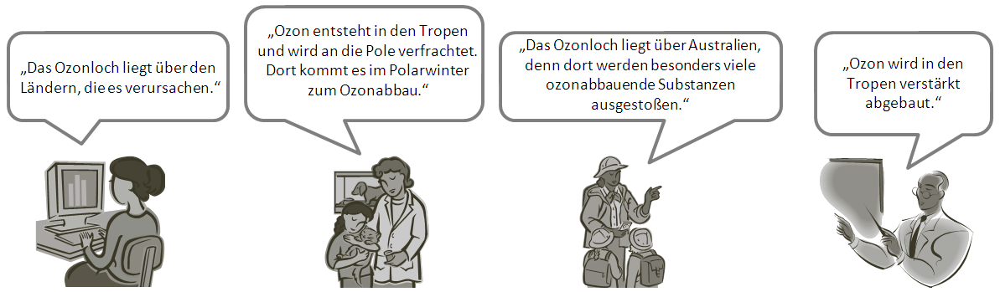 „Das Ozonloch liegt über den
Ländern, die es verursachen.“
„Ozon entsteht in den Tropen
und wird an die Pole verfrachtet.
Dort kommt es im Polarwinter
zum Ozonabbau.“
„Das Ozonloch liegt über Australien,
denn dort werden besonders viele
ozonabbauende Substanzen
ausgestoßen.“
„Ozon wird in den
Tropen verstärkt
abgebaut.“